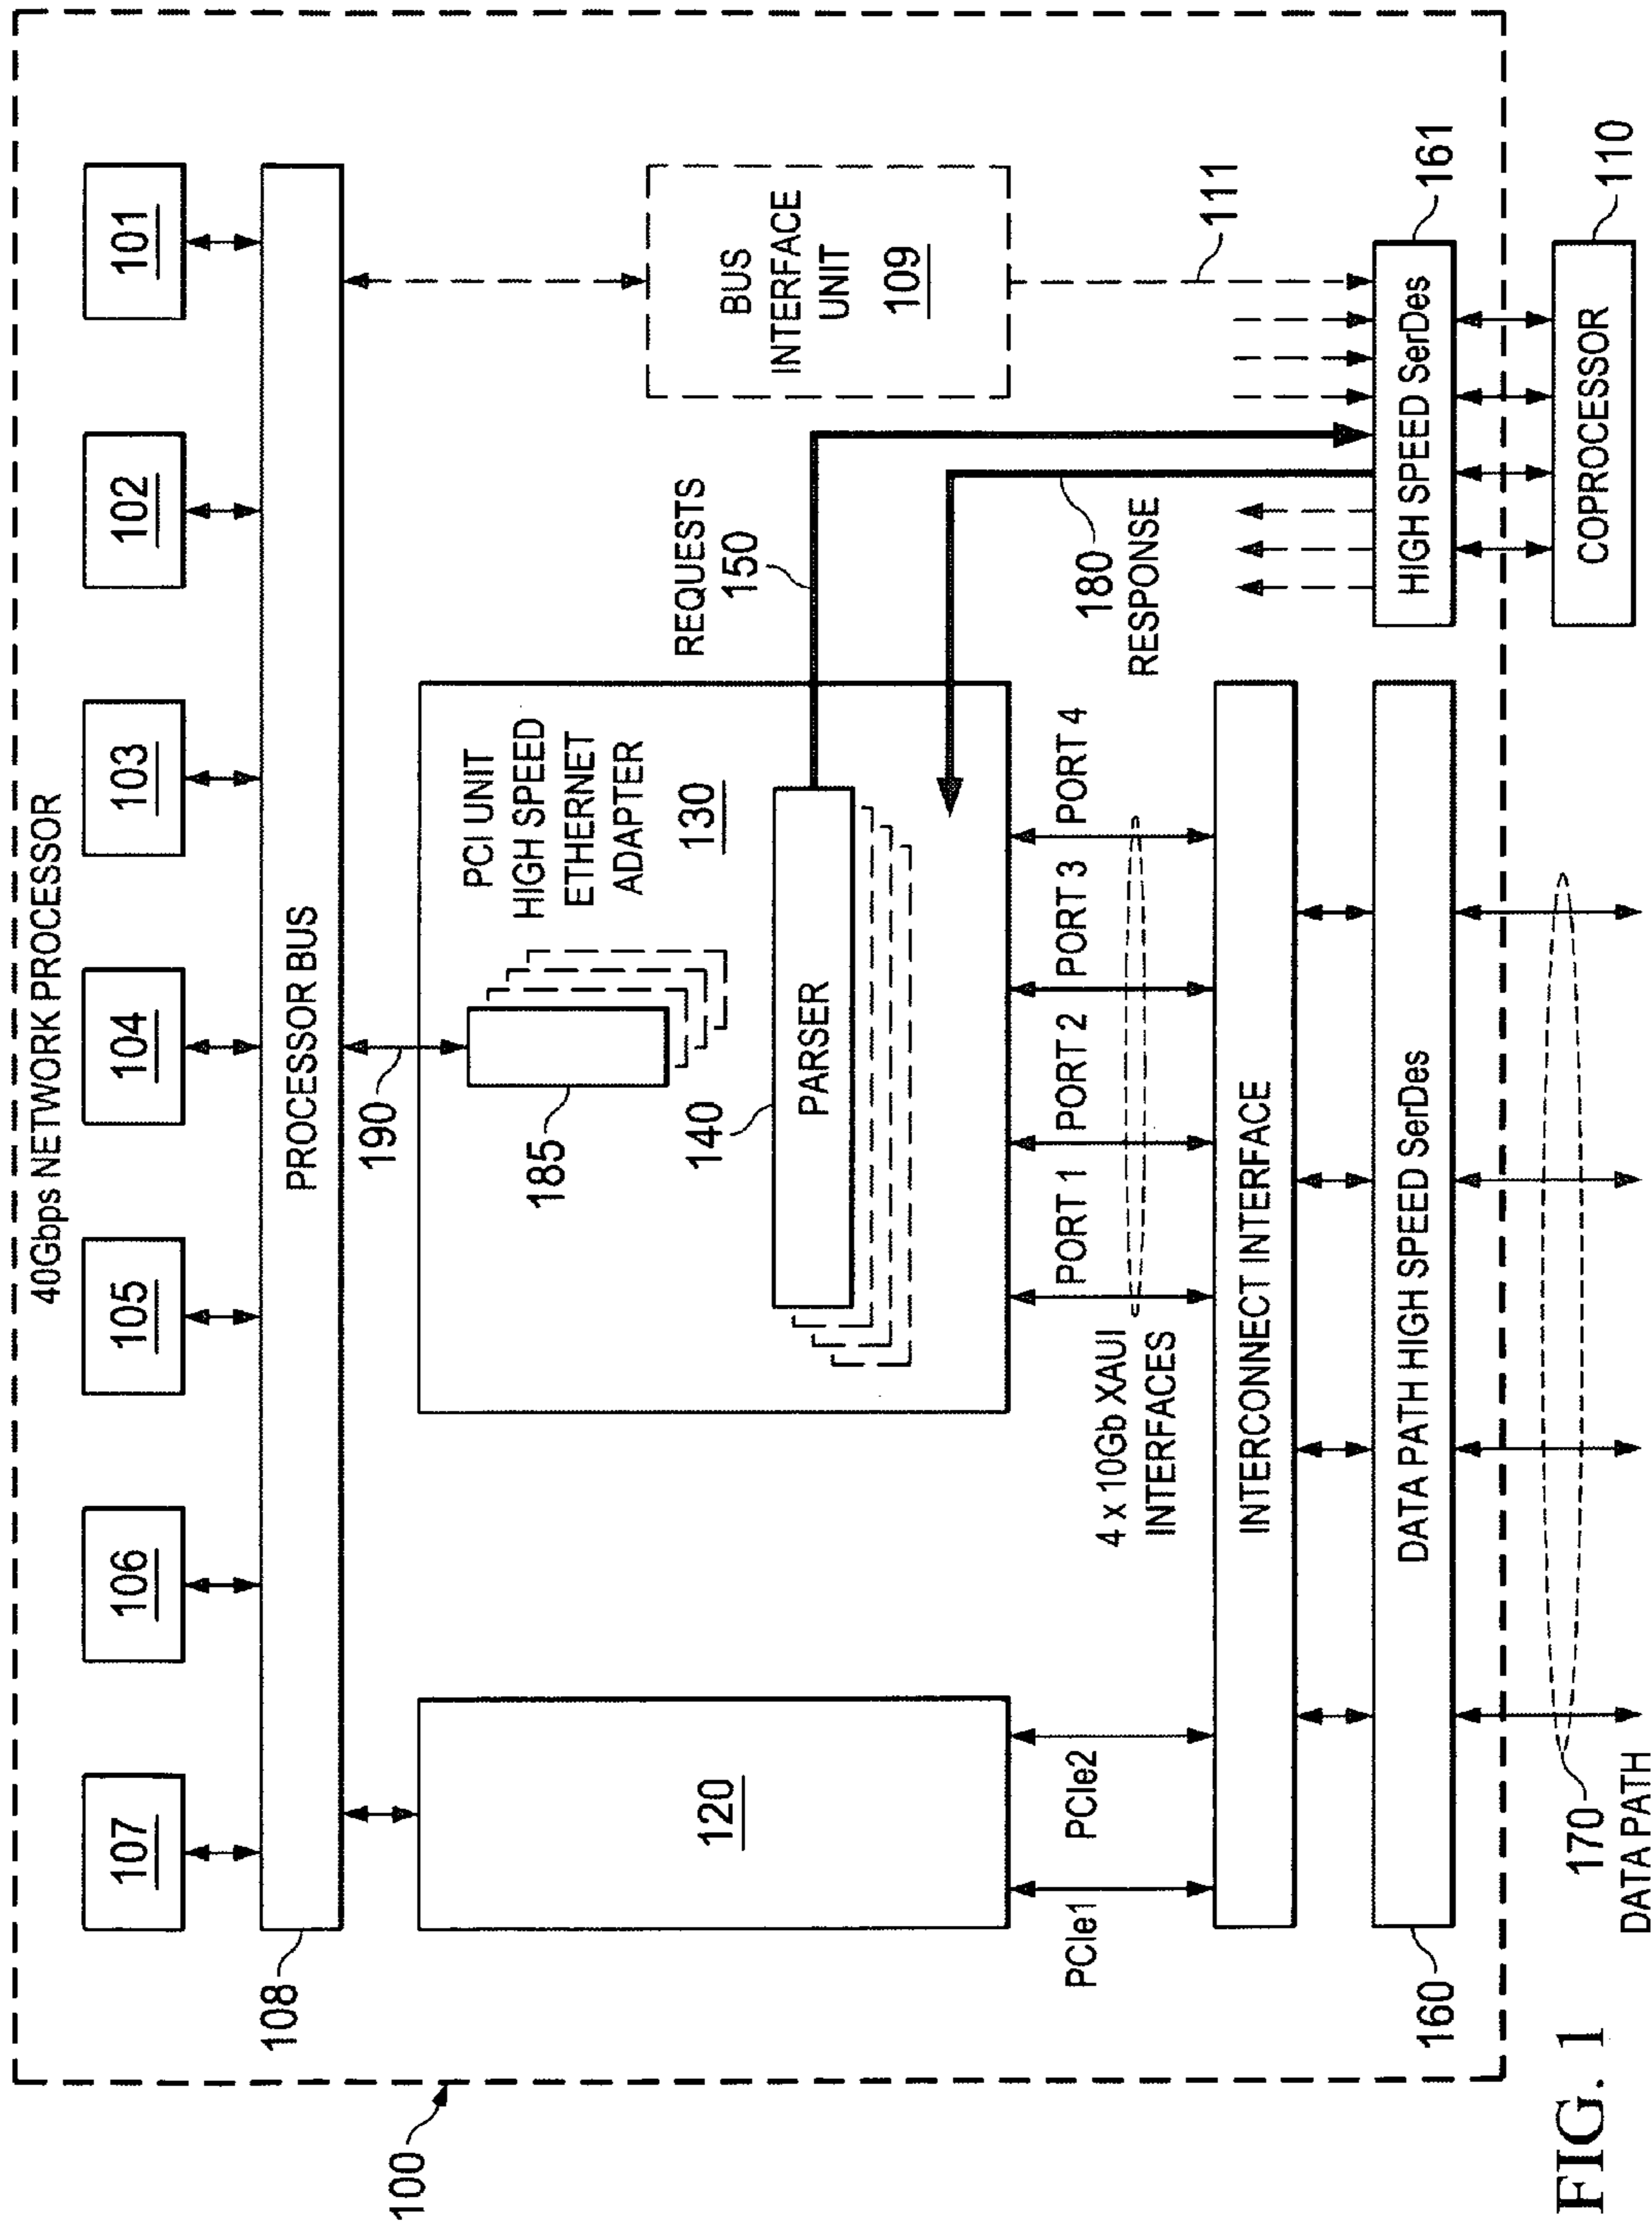 40Gbps NETWORK PROCESSOR
100
107
106
105
104
103
102
101
108
PROCESSOR BUS
190
120
185
PCI UNIT
HIGH SPEED
ETHERNET
ADAPTER
130
140
PARSER
REQUESTS
150
BUS
INTERFACE
UNIT
109
180
RESPONSE
111
PCIe1
PCIe2
4 x 10Gb XAUI
INTERFACES
PORT 1
PORT 2
PORT 3
PORT 4
INTERCONNECT INTERFACE
160
DATA PATH HIGH SPEED SerDes
HIGH SPEED SerDes
161
COPROCESSOR
110
170
DATA PATH
FIG. 1